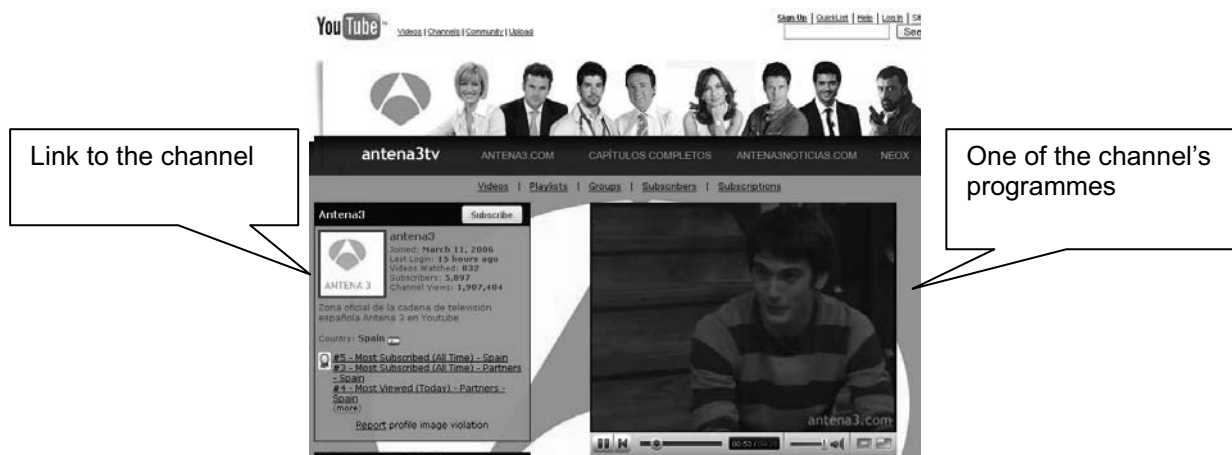 You Tube
Videos | Channels | Community | Upload
Sign Up | QuickList | Help | Log In |
Link to the channel
antena3tv ANTENA3.COM CAPÍTULOS COMPLETOS ANTENA3NOTICIAS.COM NEOX
One of the channel's
programmes
Videos | Playlists | Groups | Subscribers | Subscriptions
Antena3 Subscribe
antena3
Joined: March 11, 2006
Last Login: 15 hours ago
Videos Watched: 832
Subscribers: 5,097
Channel Views: 1,907,404
ANTENA 3
Zona oficial de la cadena de televisión
española Antena 3 en Youtube
Country: Spain
#5 - Most Subscribed (All Time) - Spain
#3 - Most Subscribed (All Time) - Partners
- Spain
#4 - Most Viewed (Today) - Partners -
Spain
(more)
Report profile image violation
antena3.com
00:53